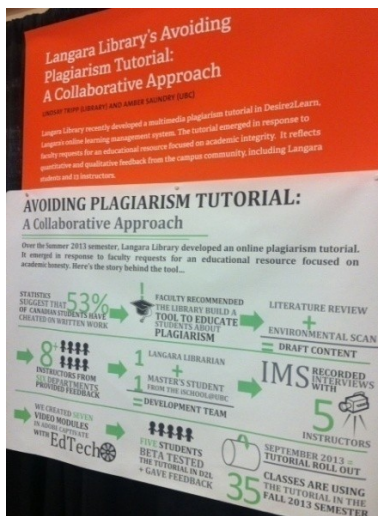 Langara Library's Avoiding
Plagiarism Tutorial:
A Collaborative Approach
LINDSAY TRIPP (LIBRARY) AND AMBER SAUNDRY (UBC)
Langara Library recently developed a multimedia plagiarism tutorial in Desire2Learn,
Langara's online learning management system. The tutorial emerged in response to
faculty requests for an educational resource focused on academic integrity. It reflects
quantitative and qualitative feedback from the campus community, including Langara
students and 12 instructors.
AVOIDING PLAGIARISM TUTORIAL:
A Collaborative Approach
Over the Summer 2013 semester, Langara Library developed an online plagiarism tutorial.
It emerged in response to faculty requests for an educational resource focused on
academic honesty. Here's the story behind the tool...
STATISTICS
SUGGEST THAT 53%
OF CANADIAN STUDENTS HAVE
CHEATED ON WRITTEN WORK
!
FACULTY RECOMMENDED
THE LIBRARY BUILD A
TOOL TO EDUCATE
STUDENTS ABOUT
PLAGIARISM
LITERATURE REVIEW
+
ENVIRONMENTAL SCAN
= DRAFT CONTENT
8+
INSTRUCTORS FROM
SIX DEPARTMENTS
PROVIDED FEEDBACK
1 LANGARA LIBRARIAN
+
1 MASTER'S STUDENT
FROM THE ISCHOOL@UBC
= DEVELOPMENT TEAM
IMS RECORDED
INTERVIEWS
WITH
5
INSTRUCTORS
WE CREATED SEVEN
VIDEO MODULES
IN ADOBE CAPTIVATE
WITH EdTech
FIVE STUDENTS
BETA TESTED
THE TUTORIAL IN D2L
+ GAVE FEEDBACK
SEPTEMBER 2013 =
TUTORIAL ROLL OUT
35 CLASSES ARE USING
THE TUTORIAL IN THE
FALL 2013 SEMESTER